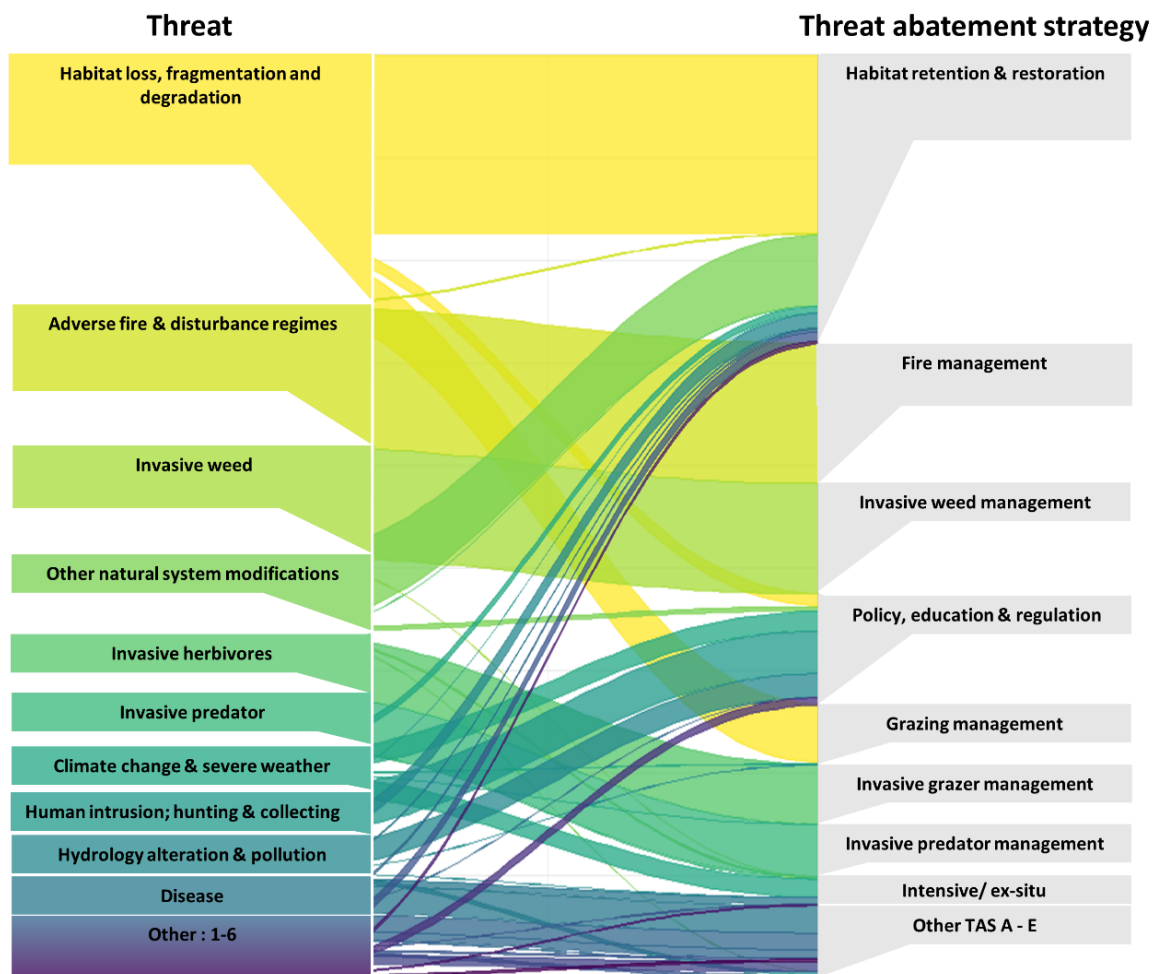 Threat
Threat abatement strategy
Habitat loss, fragmentation and
degradation
Adverse fire & disturbance regimes
Invasive weed
Other natural system modifications
Invasive herbivores
Invasive predator
Climate change & severe weather
Human intrusion; hunting & collecting
Hydrology alteration & pollution
Disease
Other : 1-6
Habitat retention & restoration
Fire management
Invasive weed management
Policy, education & regulation
Grazing management
Invasive grazer management
Invasive predator management
Intensive/ ex-situ
Other TAS A - E